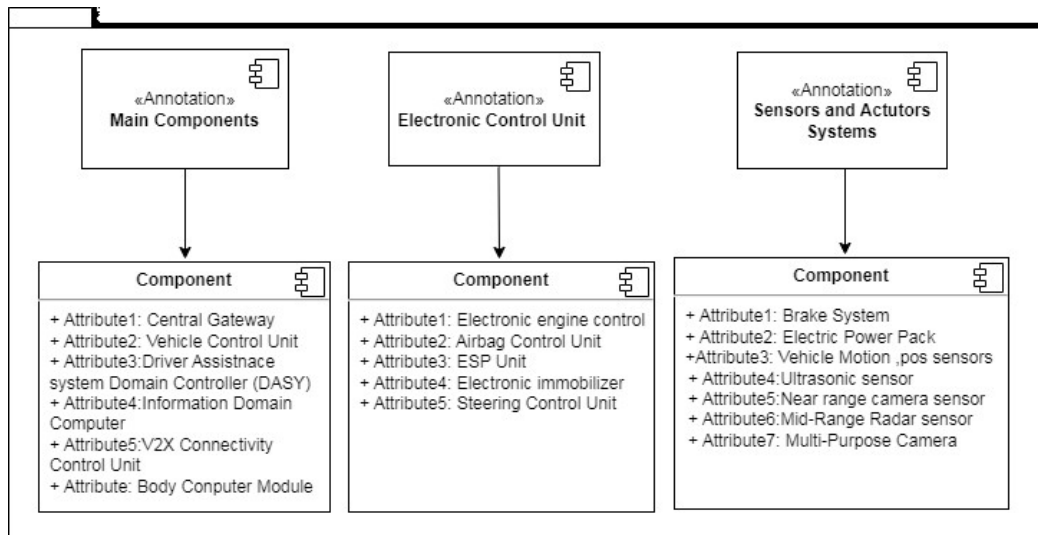 «Annotation»
Main Components
«Annotation»
Electronic Control Unit
«Annotation»
Sensors and Actutors
Systems
Component
+ Attribute1: Central Gateway
+ Attribute2: Vehicle Control Unit
+ Attribute3:Driver Assistnace
system Domain Controller (DASY)
+ Attribute4:Information Domain
Computer
+ Attribute5:V2X Connectivity
Control Unit
+ Attribute: Body Conputer Module
Component
+ Attribute1: Electronic engine control
+ Attribute2: Airbag Control Unit
+ Attribute3: ESP Unit
+ Attribute4: Electronic immobilizer
+ Attribute5: Steering Control Unit
Component
+ Attribute1: Brake System
+ Attribute2: Electric Power Pack
+Attribute3: Vehicle Motion ,pos sensors
+ Attribute4:Ultrasonic sensor
+ Attribute5:Near range camera sensor
+ Attribute6:Mid-Range Radar sensor
+ Attribute7: Multi-Purpose Camera